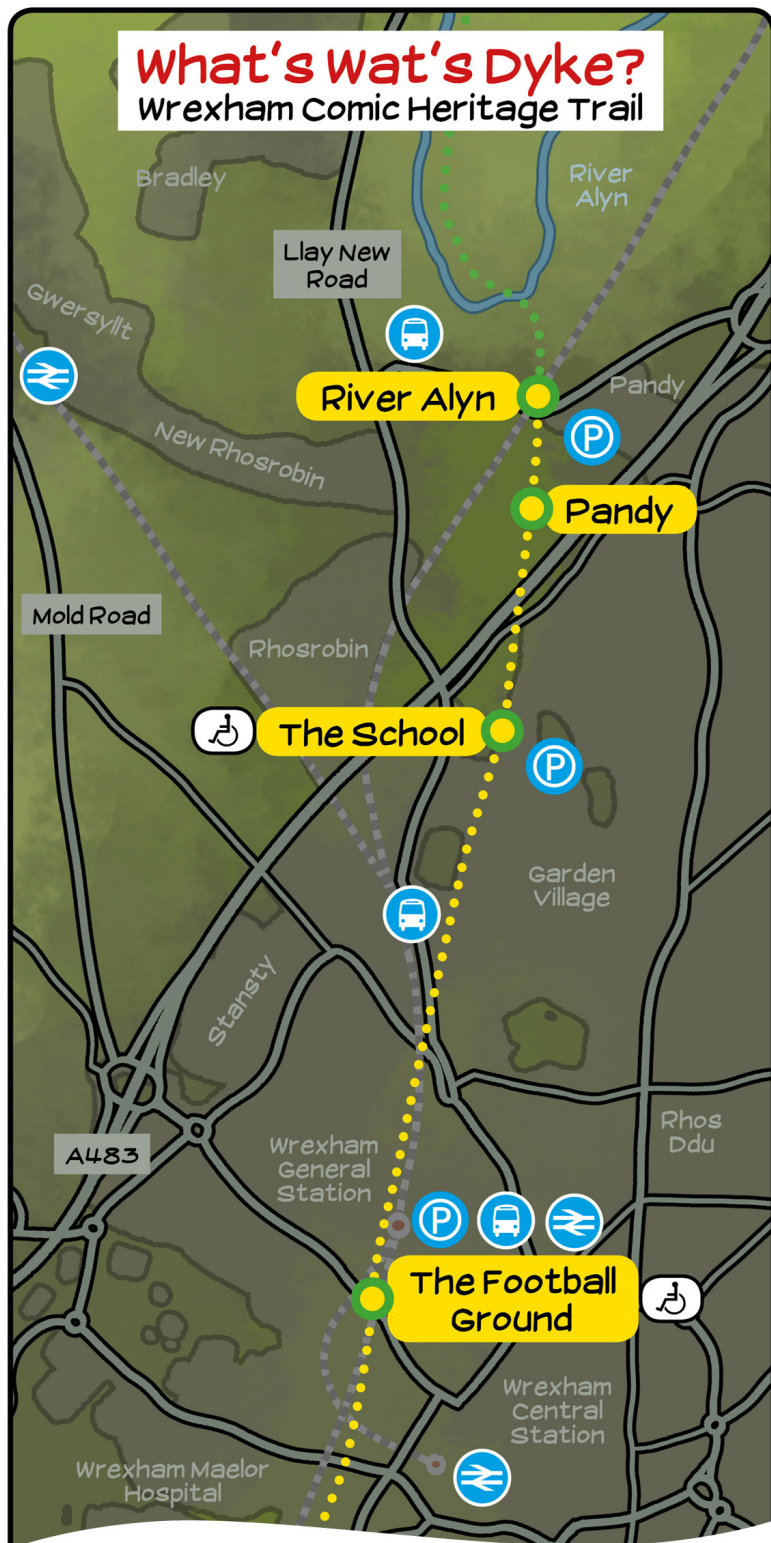 What's Wat's Dyke?
Wrexham Comic Heritage Trail
Bradley
River
Alyn
Llay New
Road
Gwersyllt
River Alyn
Pandy
P
New Rhosrobin
Pandy
Mold Road
Rhosrobin
The School
P
Garden
Village
Stansty
Rhos
Ddu
A483
Wrexham
General
Station
P
The Football
Ground
Wrexham
Central
Station
Wrexham Maelor
Hospital